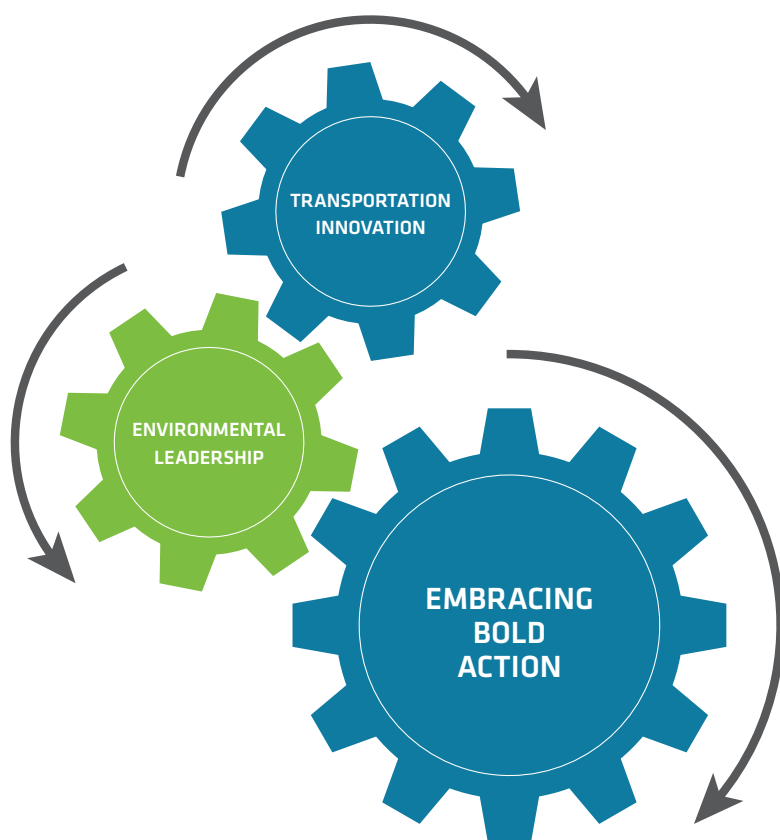 TRANSPORTATION
INNOVATION
ENVIRONMENTAL
LEADERSHIP
EMBRACING
BOLD
ACTION